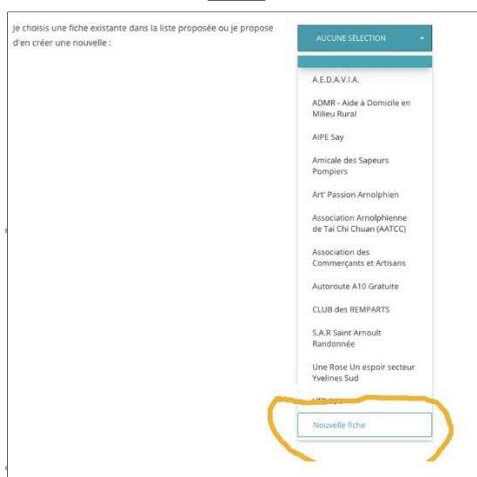 Je choisis une fiche existante dans la liste proposée ou je propose
d'en créer une nouvelle :
AUCUNE SÉLECTION
A.E.D.A.V.I.A.
ADMR - Aide à Domicile en
Milieu Rural
AIPE Say
Amicale des Sapeurs
Pompiers
Art' Passion Arnolphien
Association Arnolphienne
de Tai Chi Chuan (AATCC)
Association des
Commerçants et Artisans
Autoroute A10 Gratuite
CLUB des REMPARTS
S.A.R Saint Arnoult
Randonnée
Une Rose Un espoir secteur
Yvelines Sud
Nouvelle fiche